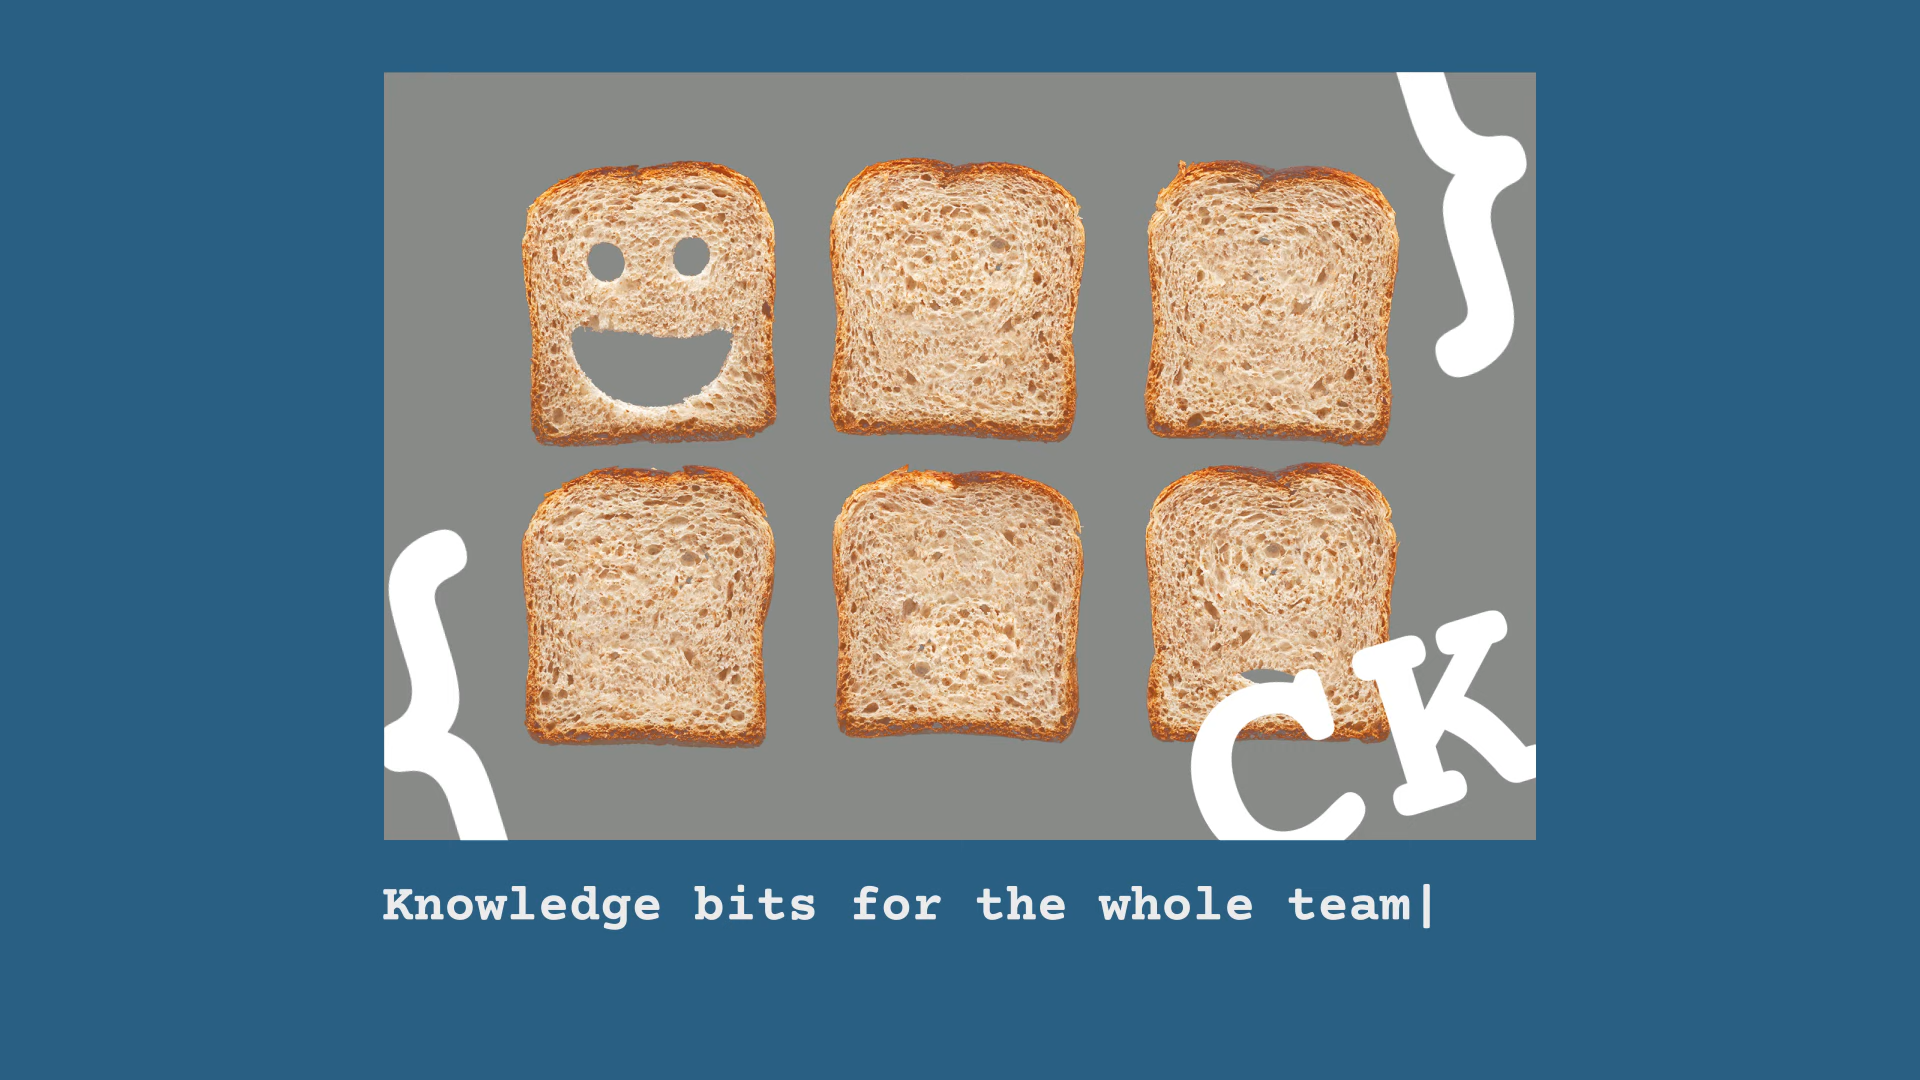 }
{
CK
Knowledge bits for the whole team|